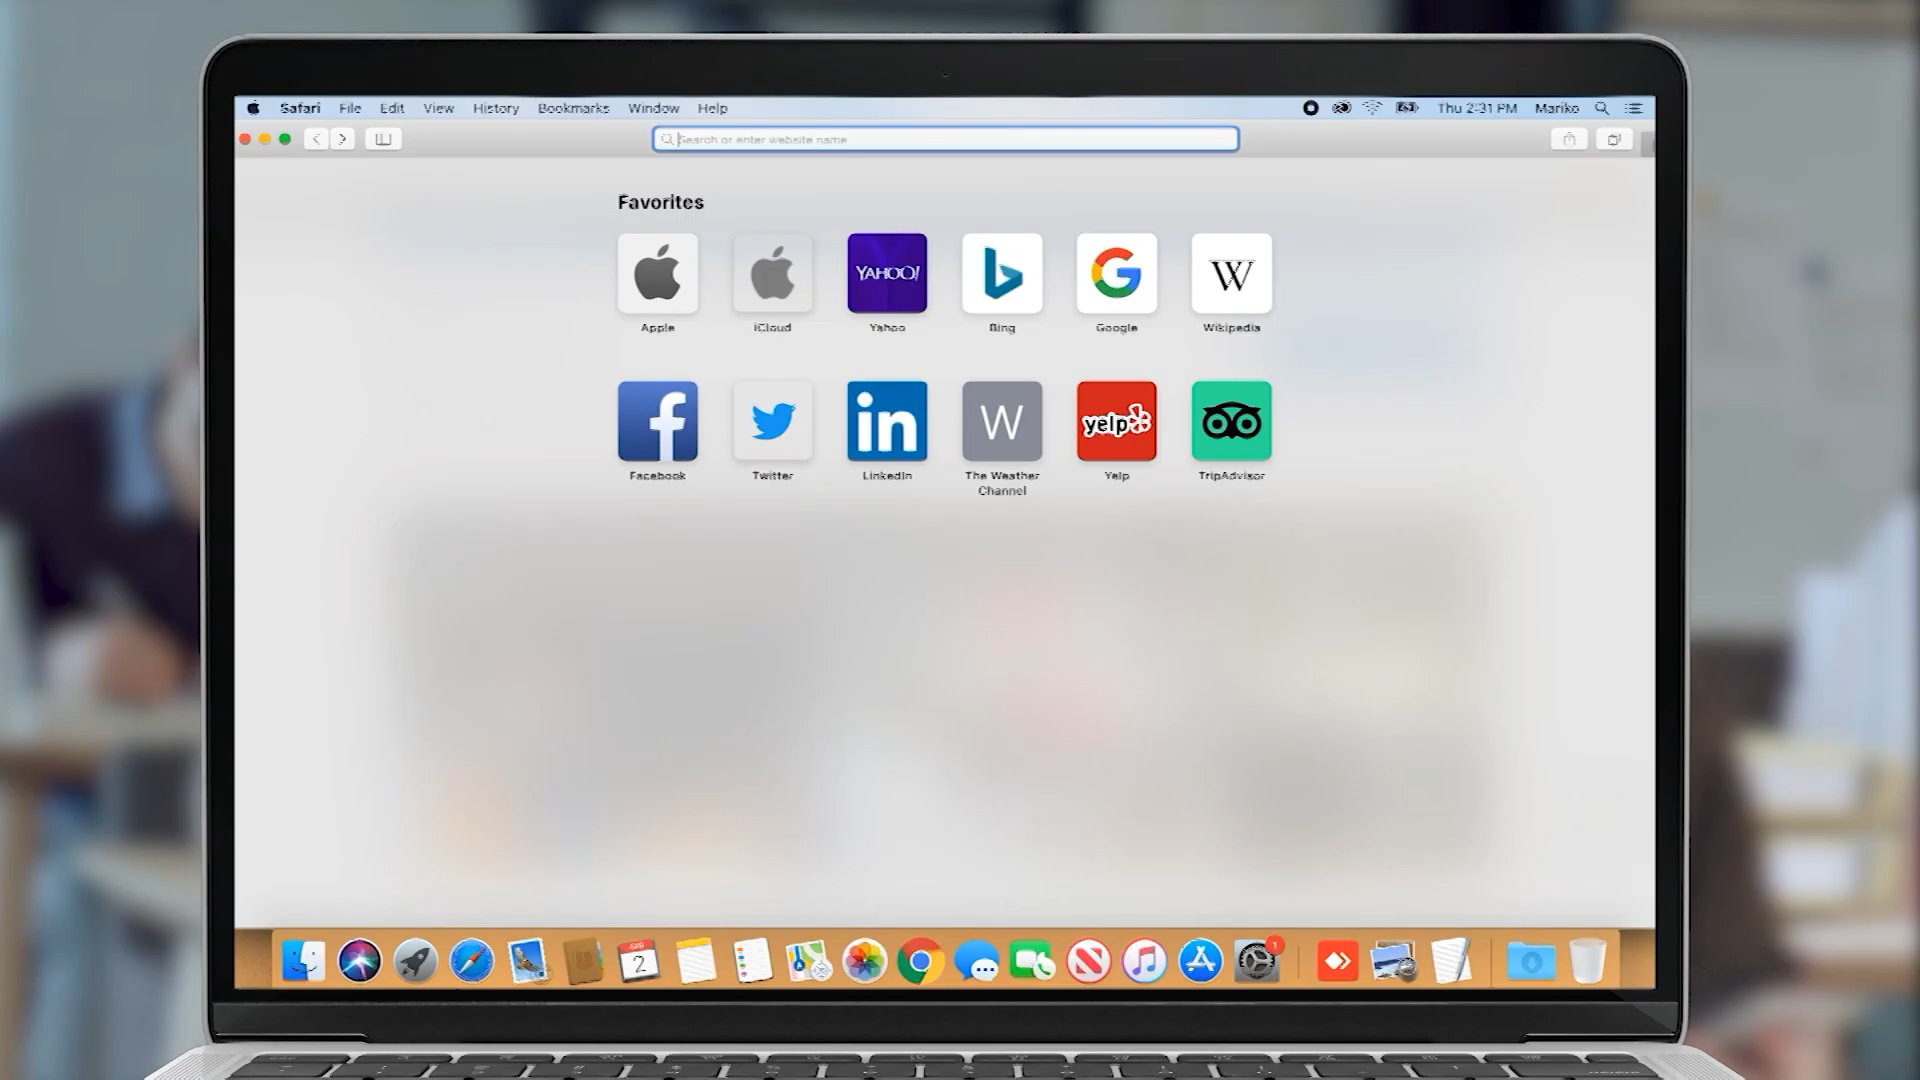 Safari File Edit View History Bookmarks Window Help Thu 2:31 PM Mariko
Search or enter website name
Favorites
YAHOO!
W
Apple iCloud Yahoo Bing Google Wikipedia
f in W yelp
Facebook Twitter LinkedIn The Weather Channel Yelp TripAdvisor
2
1